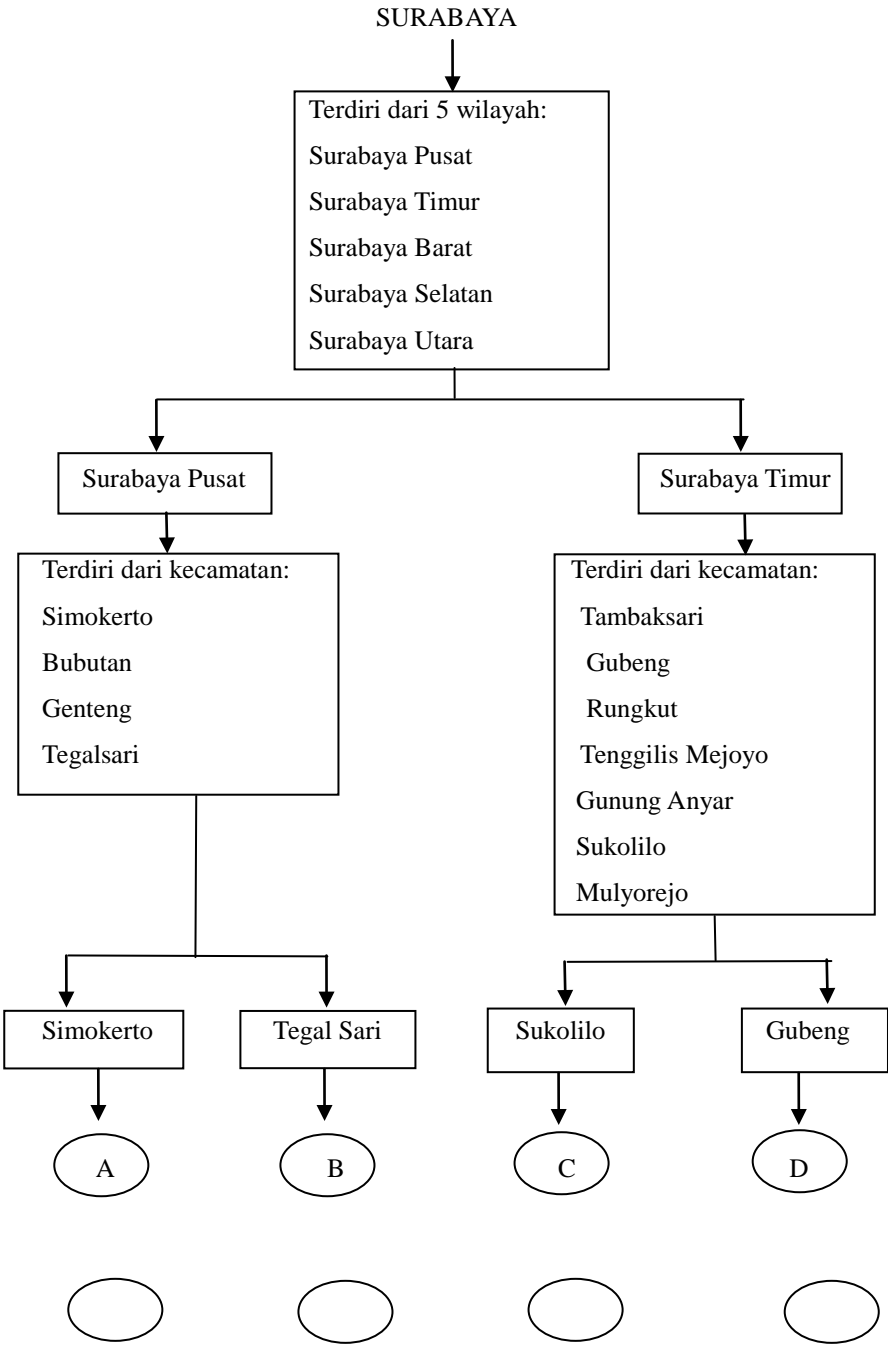 SURABAYA
Terdiri dari 5 wilayah:
Surabaya Pusat
Surabaya Timur
Surabaya Barat
Surabaya Selatan
Surabaya Utara
Surabaya Pusat
Surabaya Timur
Terdiri dari kecamatan:
Simokerto
Bubutan
Genteng
Tegalsari
Terdiri dari kecamatan:
Tambaksari
Gubeng
Rungkut
Tenggilis Mejoyo
Gunung Anyar
Sukolilo
Mulyorejo
Simokerto
Tegal Sari
Sukolilo
Gubeng
A
B
C
D